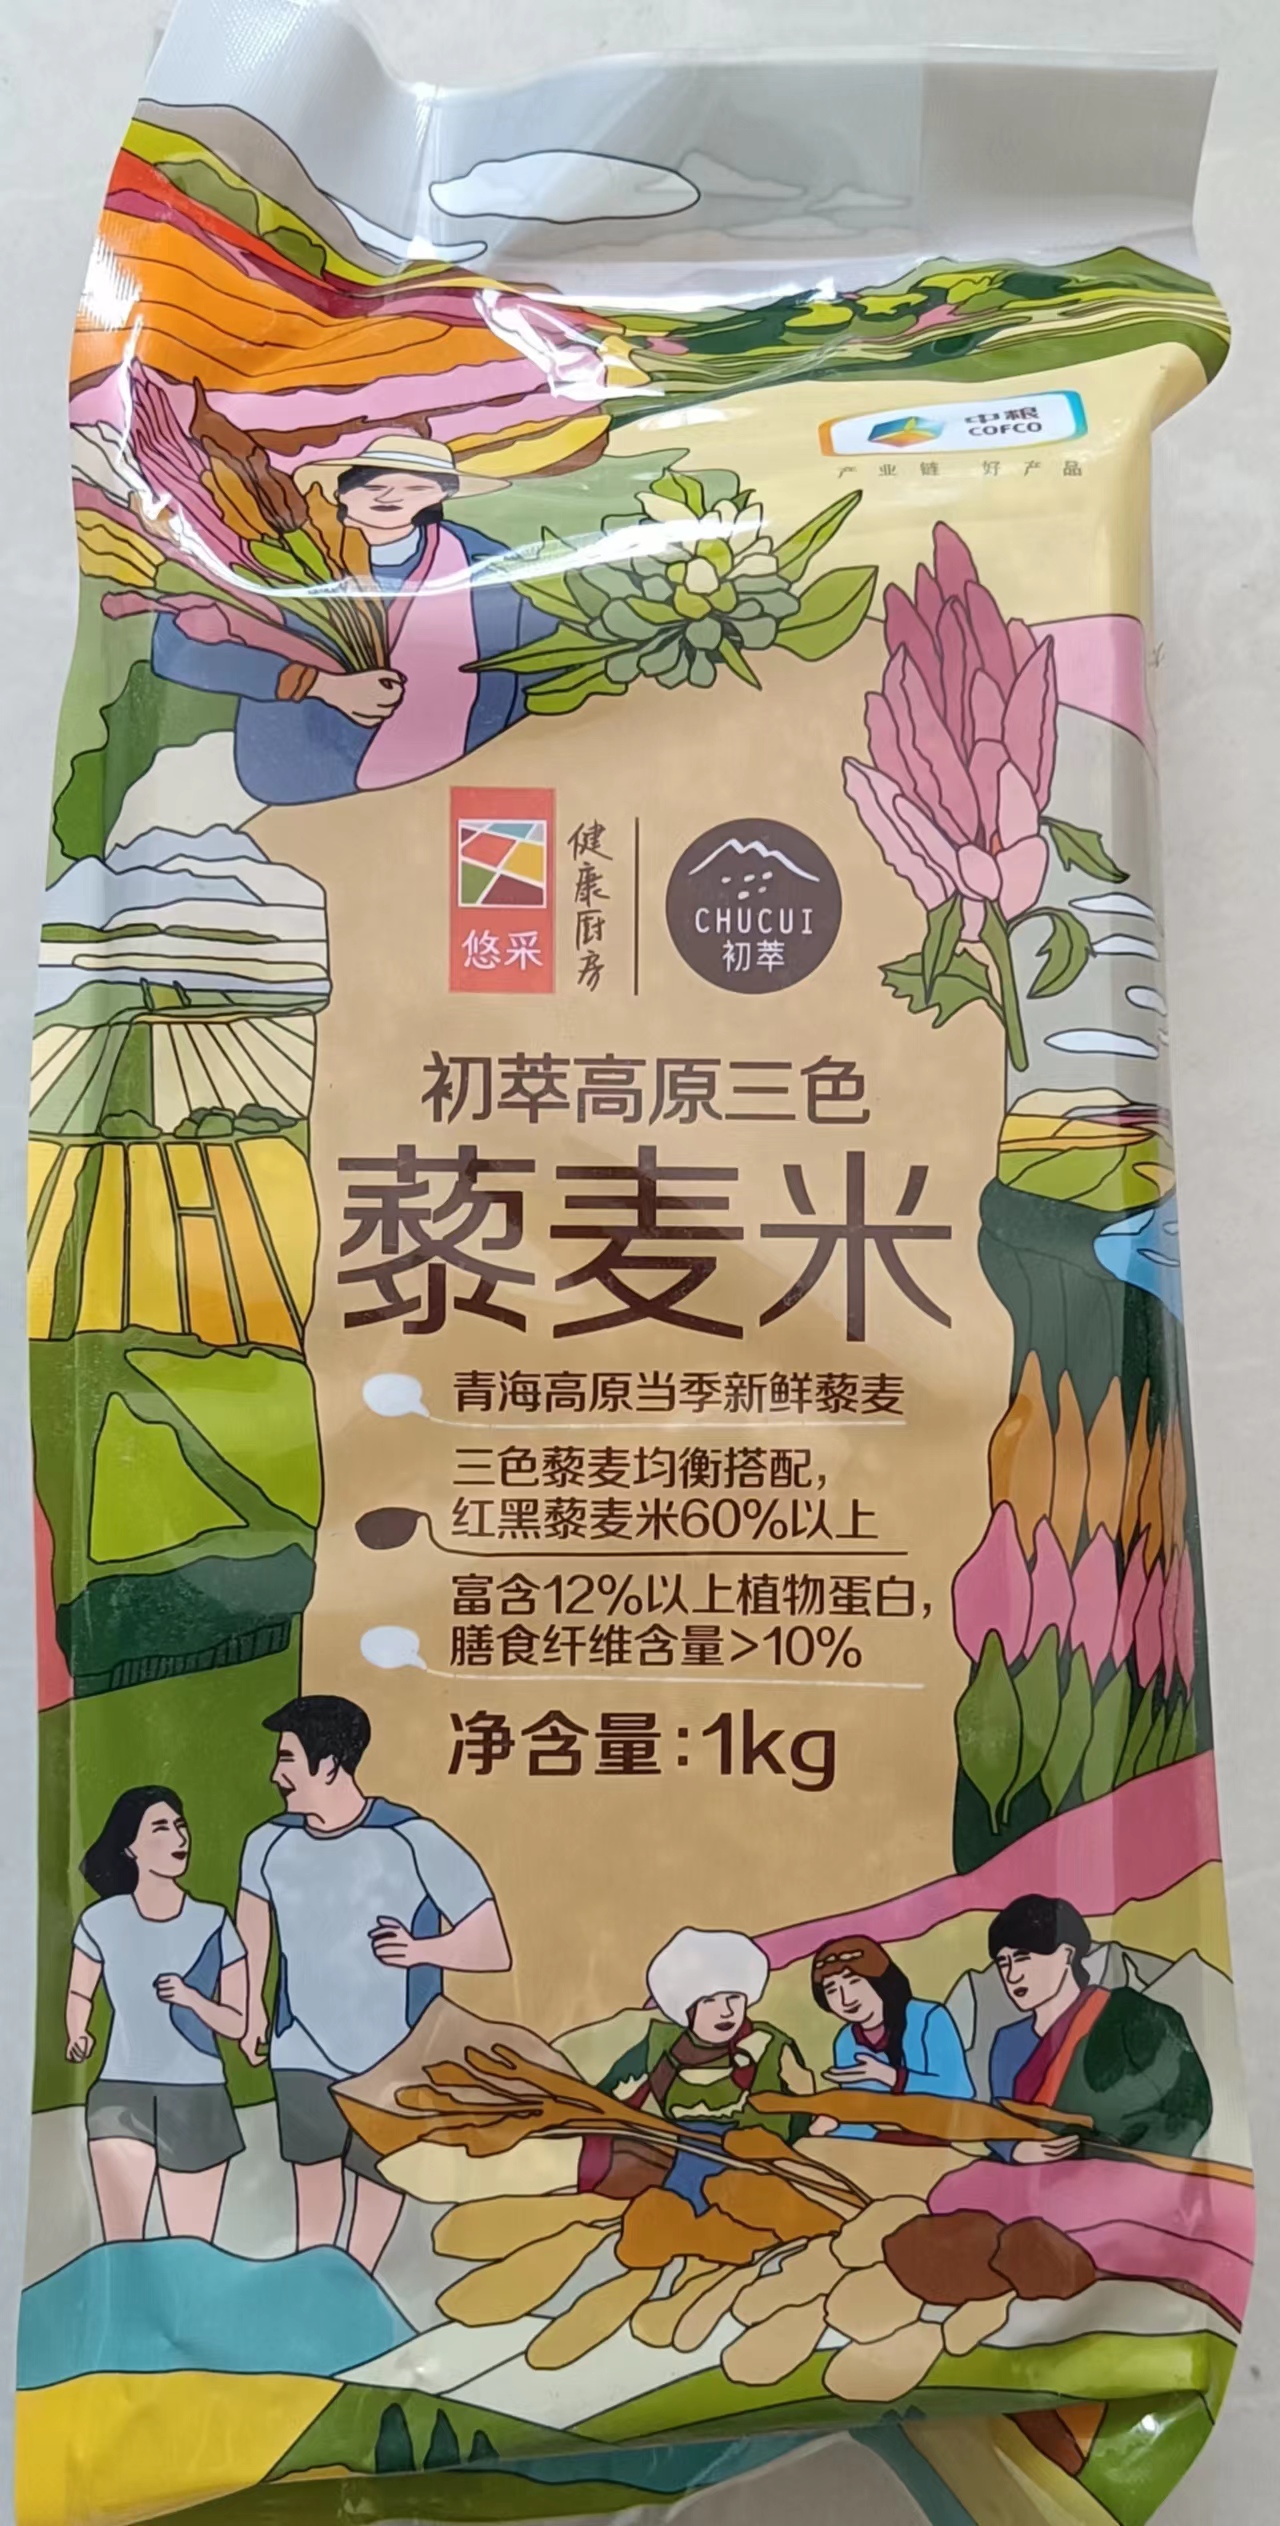 中粮
COFCO
产业链 好产品
悠采
健康厨房
CHUCUI
初萃
初萃高原三色
藜麦米
青海高原当季新鲜藜麦
三色藜麦均衡搭配，
红黑藜麦米60%以上
富含12%以上植物蛋白，
膳食纤维含量>10%
净含量：1kg